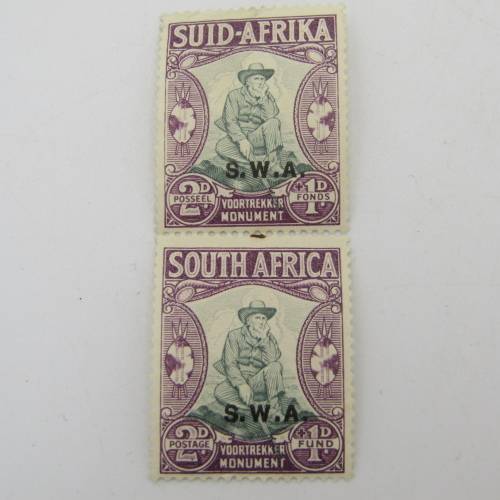 SUID-AFRIKA
S.W.A.
2D VOORTREKKER +1D
POSSEEL MONUMENT FONDS
SOUTH AFRICA
S.W.A.
2D VOORTREKKER +1D
POSTAGE MONUMENT FUND